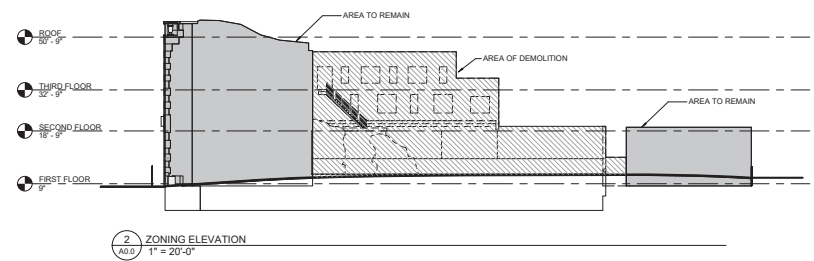 AREA TO REMAIN
ROOF
50' - 9"
AREA OF DEMOLITION
THIRD FLOOR
32' - 9"
AREA TO REMAIN
SECOND FLOOR
18' - 9"
FIRST FLOOR
9"
2 ZONING ELEVATION
A0.0 1" = 20'-0"